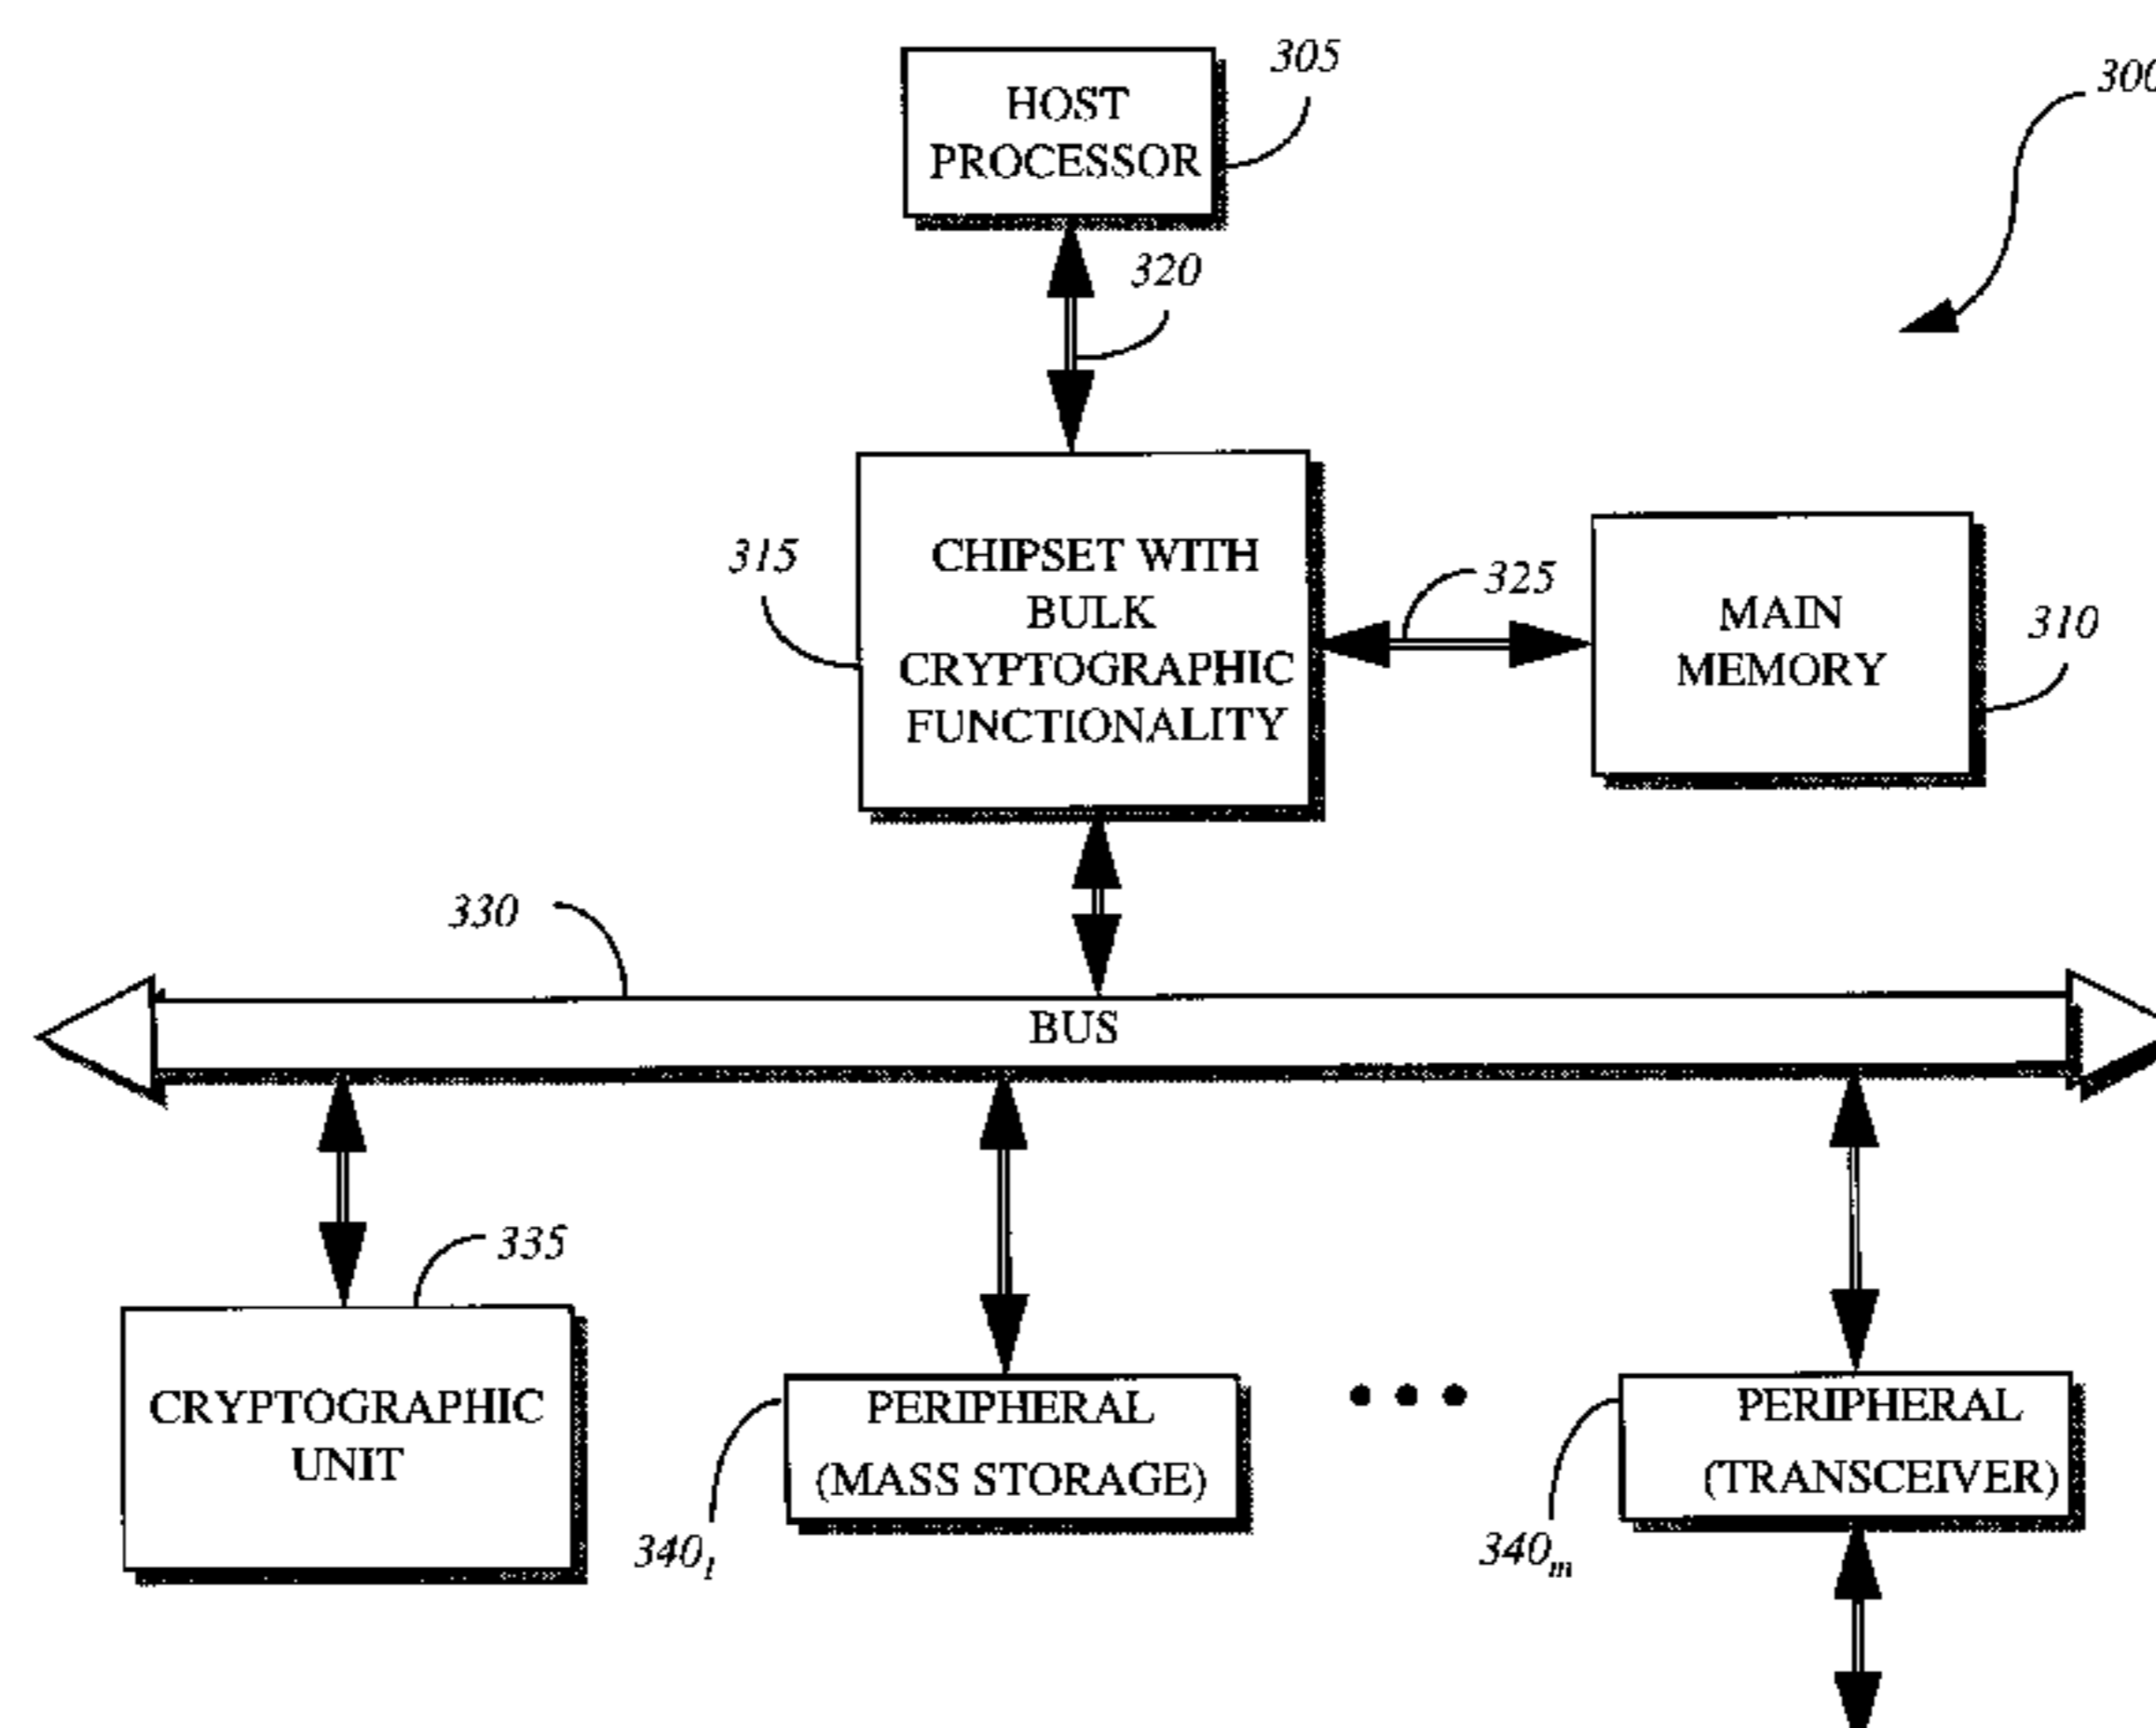 305
300
HOST
PROCESSOR
320
315
CHIPSET WITH
BULK
CRYPTOGRAPHIC
FUNCTIONALITY
325
MAIN
MEMORY
310
330
BUS
335
CRYPTOGRAPHIC
UNIT
PERIPHERAL
(MASS STORAGE)
340₁
• • •
PERIPHERAL
(TRANSCEIVER)
340ₘ